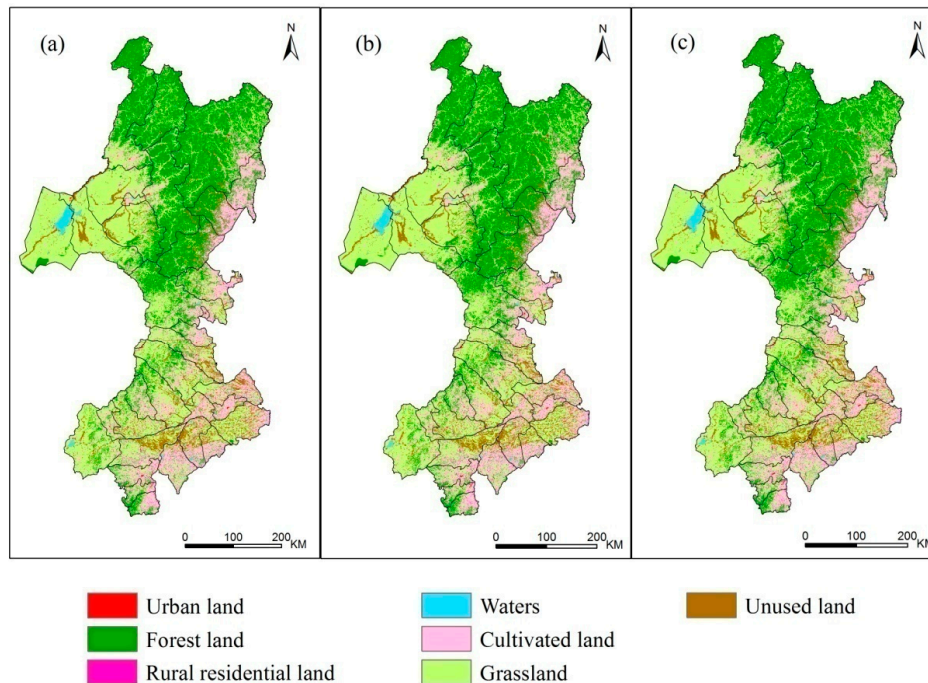 (a)
N
(b)
N
(c)
N
0 100 200 KM
0 100 200 KM
0 100 200 KM
Urban land
Waters
Unused land
Forest land
Cultivated land
Rural residential land
Grassland